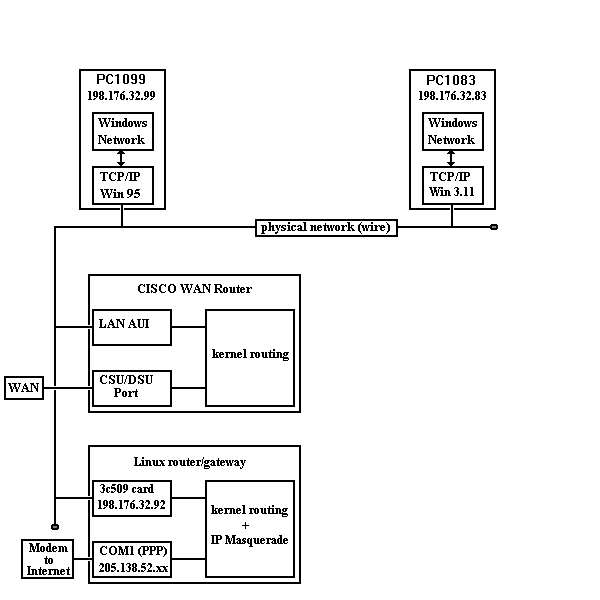 PC1099
198.176.32.99
Windows
Network
TCP/IP
Win 95
PC1083
198.176.32.83
Windows
Network
TCP/IP
Win 3.11
physical network (wire)
CISCO WAN Router
LAN AUI
kernel routing
WAN
CSU/DSU
Port
Linux router/gateway
3c509 card
198.176.32.92
kernel routing
+
IP Masquerade
Modem
to
Internet
COM1 (PPP)
205.138.52.xx